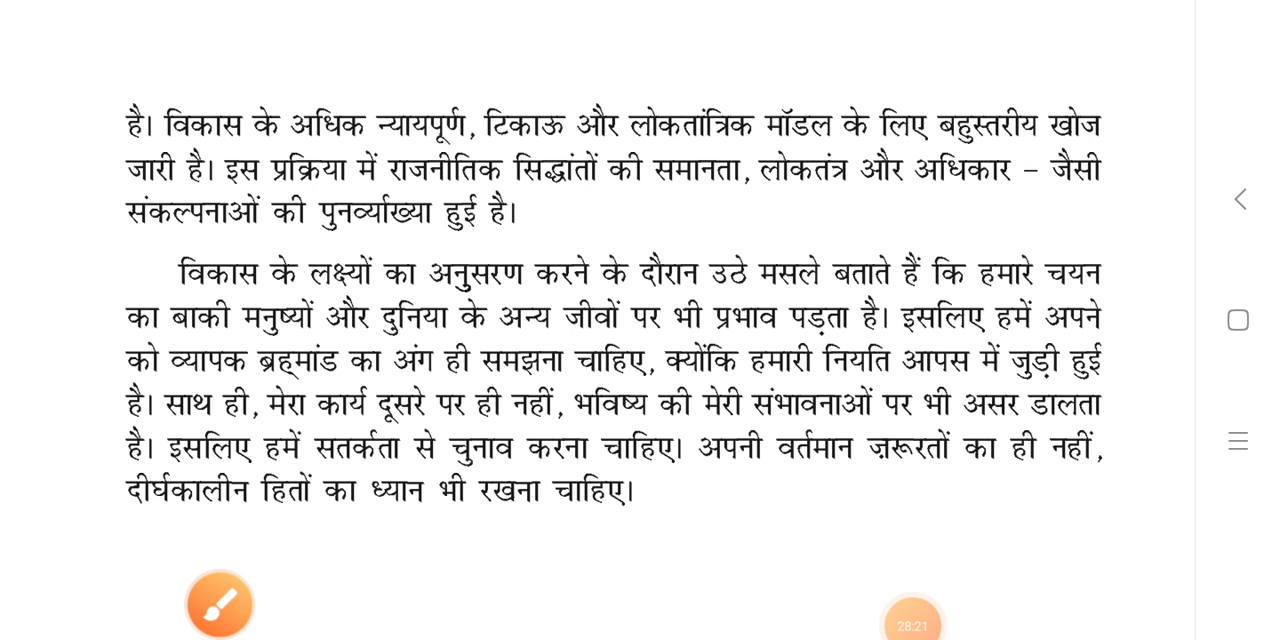 है। विकास के अधिक न्यायपूर्ण, टिकाऊ और लोकतांत्रिक मॉडल के लिए बहुस्तरीय खोज
जारी है। इस प्रक्रिया में राजनीतिक सिद्धांतों की समानता, लोकतंत्र और अधिकार – जैसी
संकल्पनाओं की पुनर्व्याख्या हुई है।
विकास के लक्ष्यों का अनुसरण करने के दौरान उठे मसले बताते हैं कि हमारे चयन
का बाकी मनुष्यों और दुनिया के अन्य जीवों पर भी प्रभाव पड़ता है। इसलिए हमें अपने
को व्यापक ब्रह्मांड का अंग ही समझना चाहिए, क्योंकि हमारी नियति आपस में जुड़ी हुई
है। साथ ही, मेरा कार्य दूसरे पर ही नहीं, भविष्य की मेरी संभावनाओं पर भी असर डालता
है। इसलिए हमें सतर्कता से चुनाव करना चाहिए। अपनी वर्तमान ज़रूरतों का ही नहीं,
दीर्घकालीन हितों का ध्यान भी रखना चाहिए।
28:21